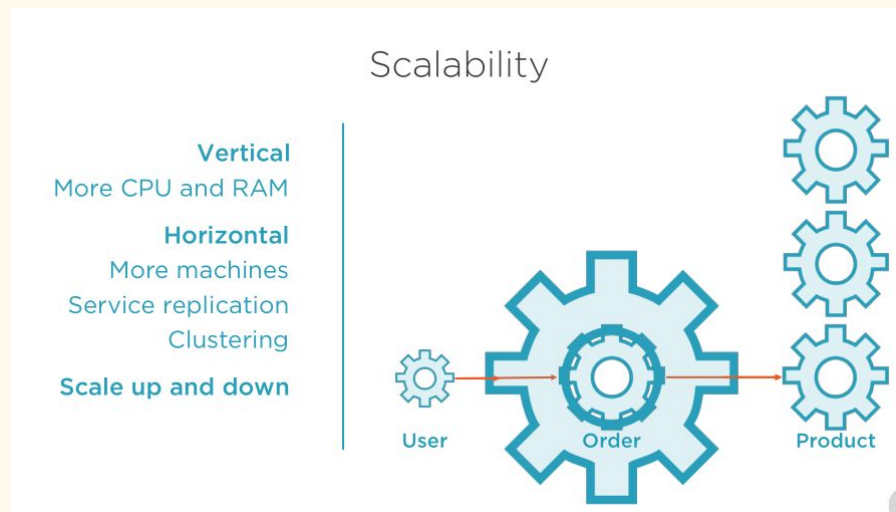 Scalability
Vertical
More CPU and RAM
Horizontal
More machines
Service replication
Clustering
Scale up and down
User
Order
Product